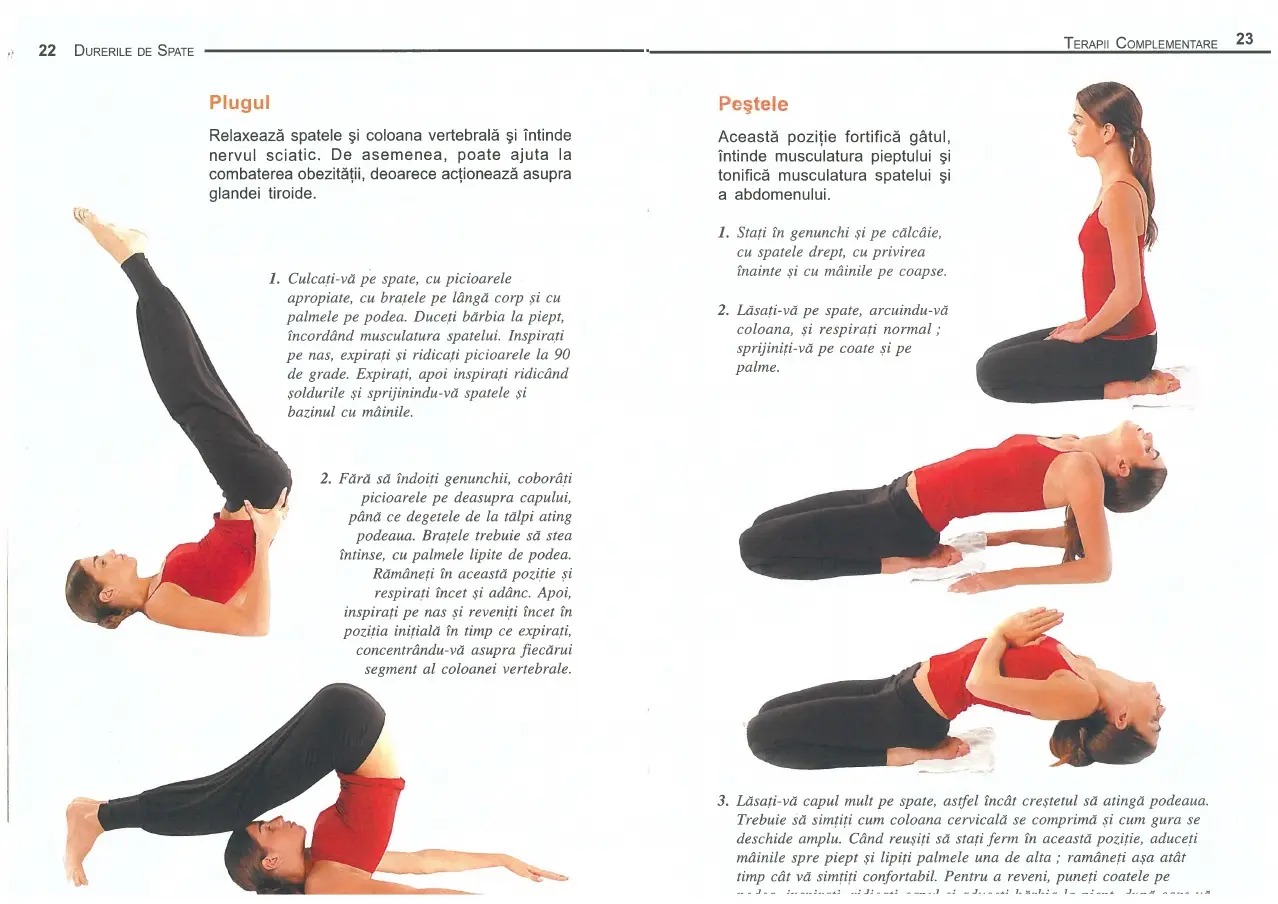 22 DURERILE DE SPATE
Plugul
Relaxează spatele şi coloana vertebrală şi întinde
nervul sciatic. De asemenea, poate ajuta la
combaterea obezităţii, deoarece acţionează asupra
glandei tiroide.
1. Culcaţi-vă pe spate, cu picioarele
apropiate, cu braţele pe lângă corp şi cu
palmele pe podea. Duceţi bărbia la piept,
încordând musculatura spatelui. Inspiraţi
pe nas, expiraţi şi ridicaţi picioarele la 90
de grade. Expiraţi, apoi inspiraţi ridicând
şoldurile şi sprijinindu-vă spatele şi
bazinul cu mâinile.
2. Fără să îndoiţi genunchii, coborâţi
picioarele pe deasupra capului,
până ce degetele de la tălpi ating
podeaua. Braţele trebuie să stea
întinse, cu palmele lipite de podea.
Rămâneţi în această poziţie şi
respiraţi încet şi adânc. Apoi,
inspiraţi pe nas şi reveniţi încet în
poziţia iniţială în timp ce expiraţi,
concentrându-vă asupra fiecărui
segment al coloanei vertebrale.
TERAPII COMPLEMENTARE 23
Peştele
Această poziţie fortifică gâtul,
întinde musculatura pieptului şi
tonifică musculatura spatelui şi
a abdomenului.
1. Staţi în genunchi şi pe călcâie,
cu spatele drept, cu privirea
înainte şi cu mâinile pe coapse.
2. Lăsaţi-vă pe spate, arcuindu-vă
coloana, şi respiraţi normal ;
sprijiniţi-vă pe coate şi pe
palme.
3. Lăsaţi-vă capul mult pe spate, astfel încât creştetul să atingă podeaua.
Trebuie să simţiţi cum coloana cervicală se comprimă şi cum gura se
deschide amplu. Când reuşiţi să staţi ferm în această poziţie, aduceţi
mâinile spre piept şi lipiţi palmele una de alta ; ramâneţi aşa atât
timp cât vă simţiţi confortabil. Pentru a reveni, puneţi coatele pe